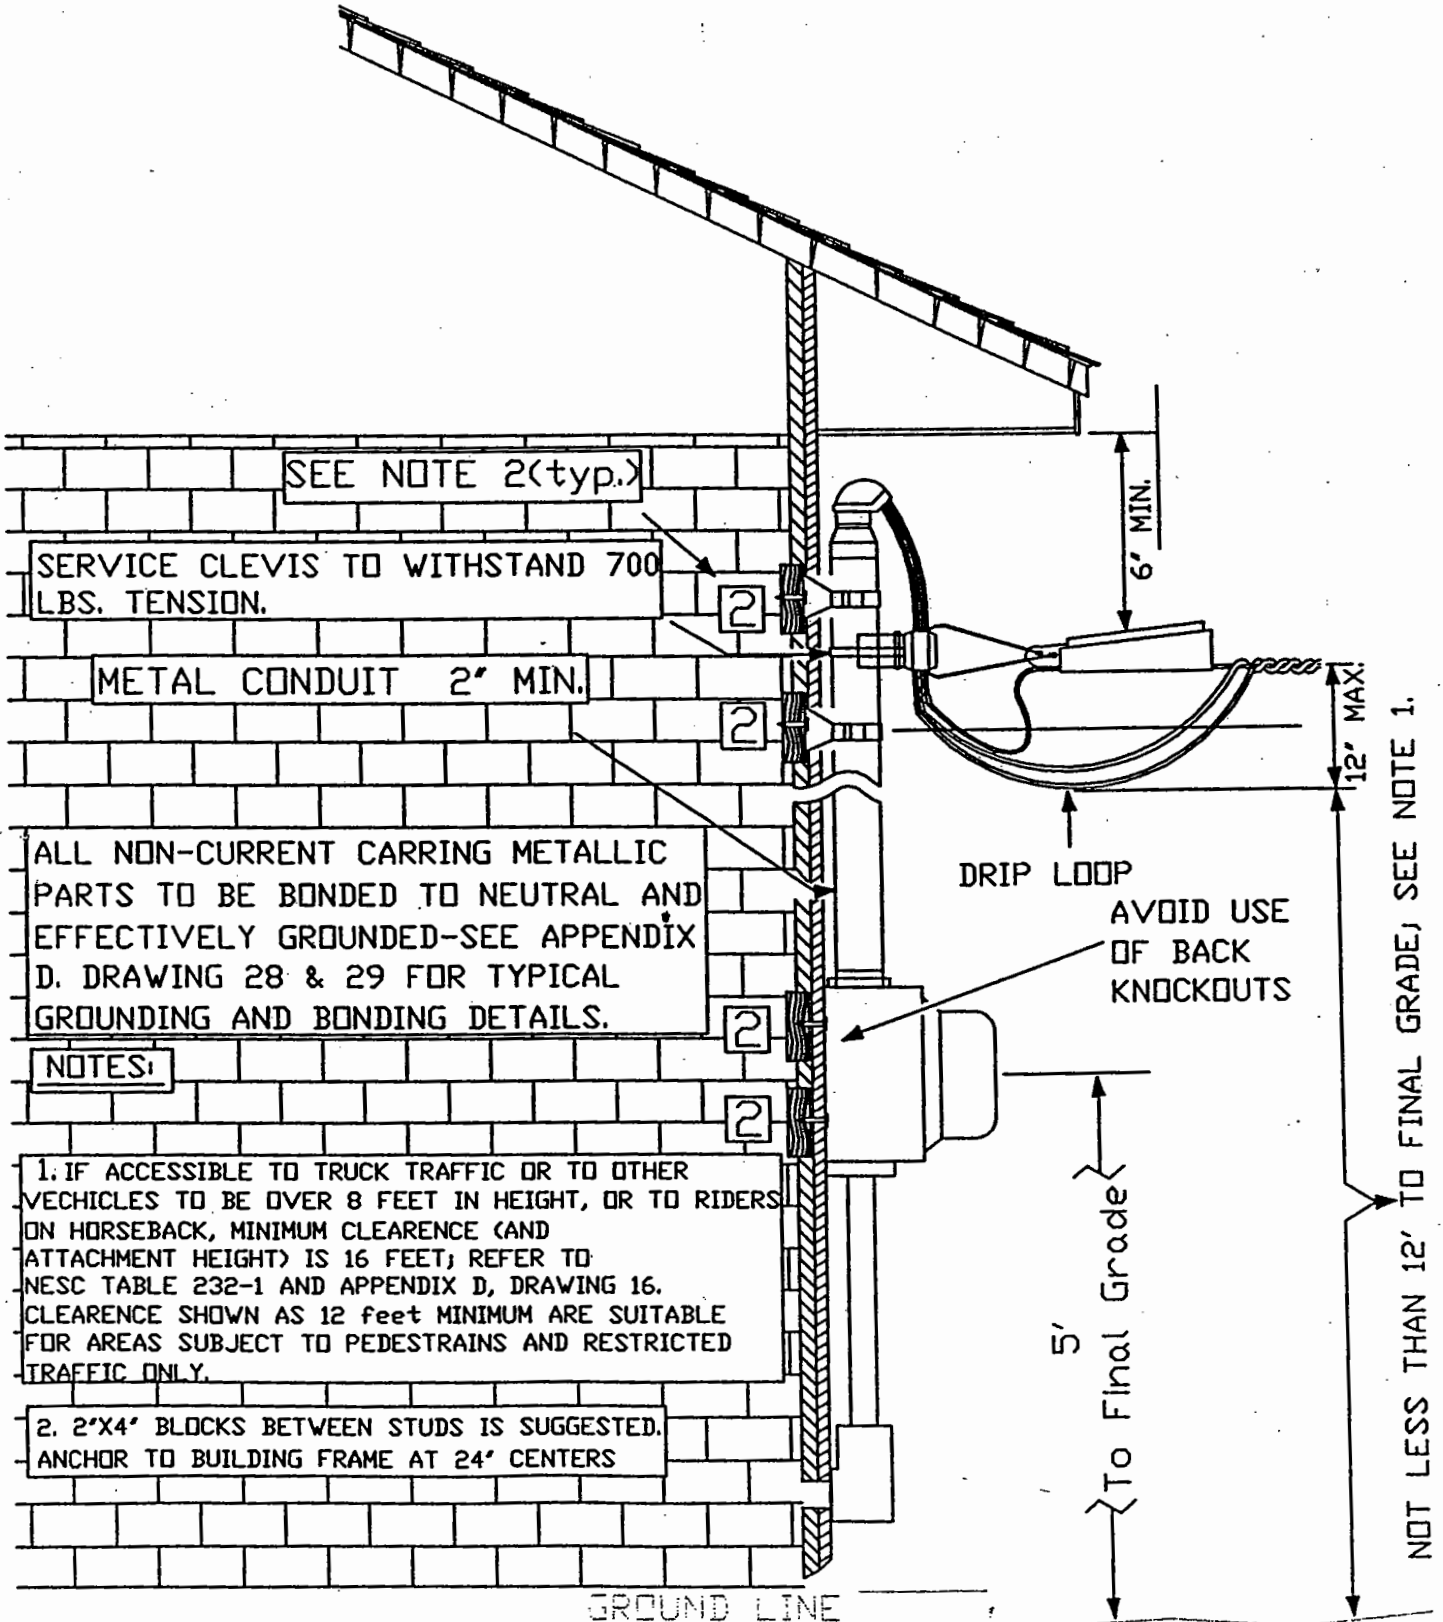 SEE NOTE 2(typ.)
SERVICE CLEVIS TO WITHSTAND 700
LBS. TENSION.
2
6" MIN.
METAL CONDUIT 2" MIN.
2
12" MAX.
DRIP LOOP
ALL NON-CURRENT CARRING METALLIC
PARTS TO BE BONDED TO NEUTRAL AND
EFFECTIVELY GROUNDED-SEE APPENDIX
D. DRAWING 28 & 29 FOR TYPICAL
GROUNDING AND BONDING DETAILS.
AVOID USE
OF BACK
KNOCKOUTS
2
NOTES:
2
1. IF ACCESSIBLE TO TRUCK TRAFFIC OR TO OTHER
VECHICLES TO BE OVER 8 FEET IN HEIGHT, OR TO RIDERS
ON HORSEBACK, MINIMUM CLEARENCE (AND
ATTACHMENT HEIGHT) IS 16 FEET; REFER TO
NESC TABLE 232-1 AND APPENDIX D, DRAWING 16.
CLEARENCE SHOWN AS 12 feet MINIMUM ARE SUITABLE
FOR AREAS SUBJECT TO PEDESTRAINS AND RESTRICTED
TRAFFIC ONLY.
2. 2"X4" BLOCKS BETWEEN STUDS IS SUGGESTED.
ANCHOR TO BUILDING FRAME AT 24" CENTERS
5'
To Final Grade
NOT LESS THAN 12' TO FINAL GRADE; SEE NOTE 1.
GROUND LINE